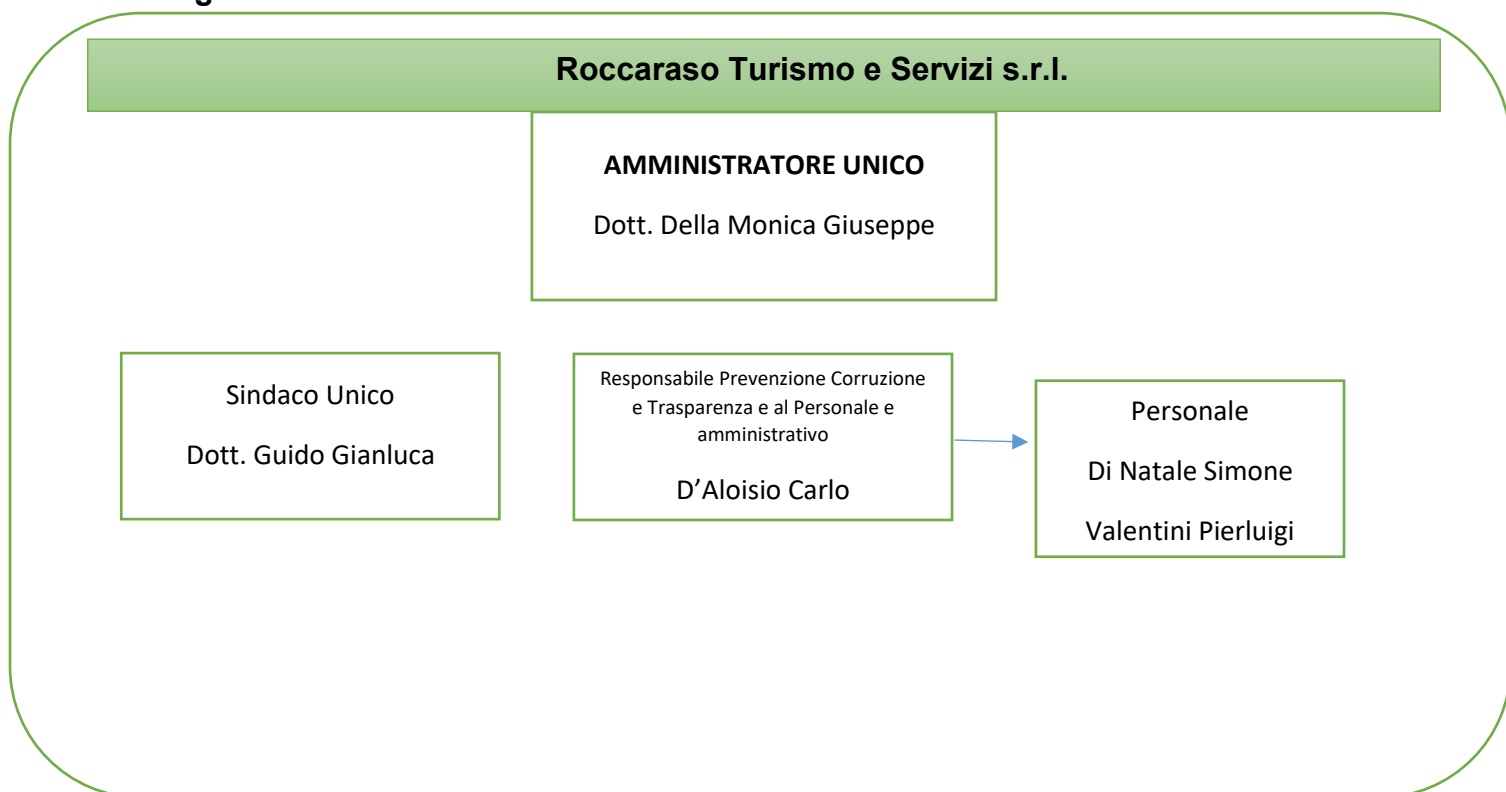 Roccaraso Turismo e Servizi s.r.l.
AMMINISTRATORE UNICO
Dott. Della Monica Giuseppe
Sindaco Unico
Dott. Guido Gianluca
Responsabile Prevenzione Corruzione
e Trasparenza e al Personale e
amministrativo
D’Aloisio Carlo
Personale
Di Natale Simone
Valentini Pierluigi